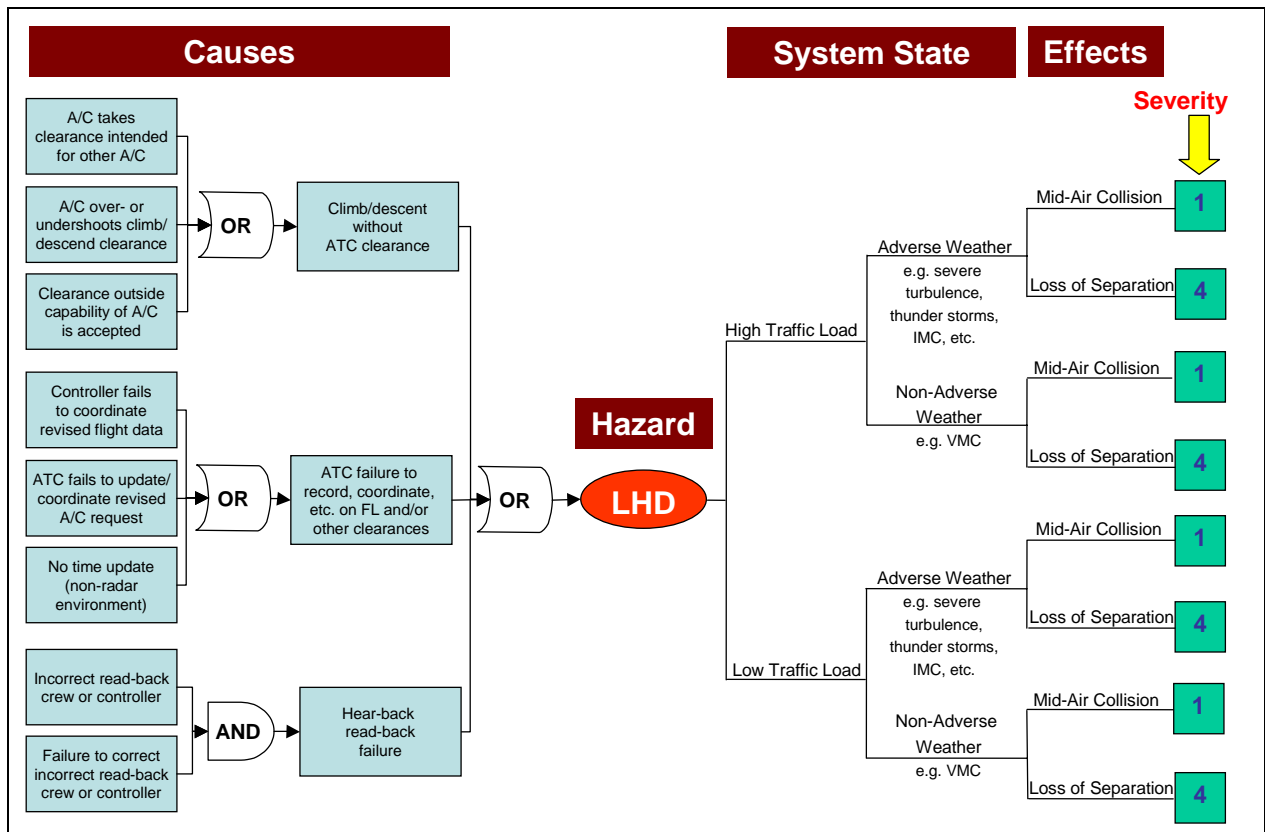 Causes
System State
Effects
Severity
A/C takes
clearance intended
for other A/C
A/C over- or
undershoots climb/
descend clearance
Clearance outside
capability of A/C
is accepted
OR
Climb/descent
without
ATC clearance
Controller fails
to coordinate
revised flight data
ATC fails to update/
coordinate revised
A/C request
No time update
(non-radar
environment)
OR
ATC failure to
record, coordinate,
etc. on FL and/or
other clearances
Incorrect read-back
crew or controller
Failure to correct
incorrect read-back
crew or controller
AND
Hear-back
read-back
failure
OR
Hazard
LHD
High Traffic Load
Adverse Weather
e.g. severe
turbulence,
thunder storms,
IMC, etc.
Mid-Air Collision
1
Loss of Separation
4
Non-Adverse
Weather
e.g. VMC
Mid-Air Collision
1
Loss of Separation
4
Low Traffic Load
Adverse Weather
e.g. severe
turbulence,
thunder storms,
IMC, etc.
Mid-Air Collision
1
Loss of Separation
4
Non-Adverse
Weather
e.g. VMC
Mid-Air Collision
1
Loss of Separation
4